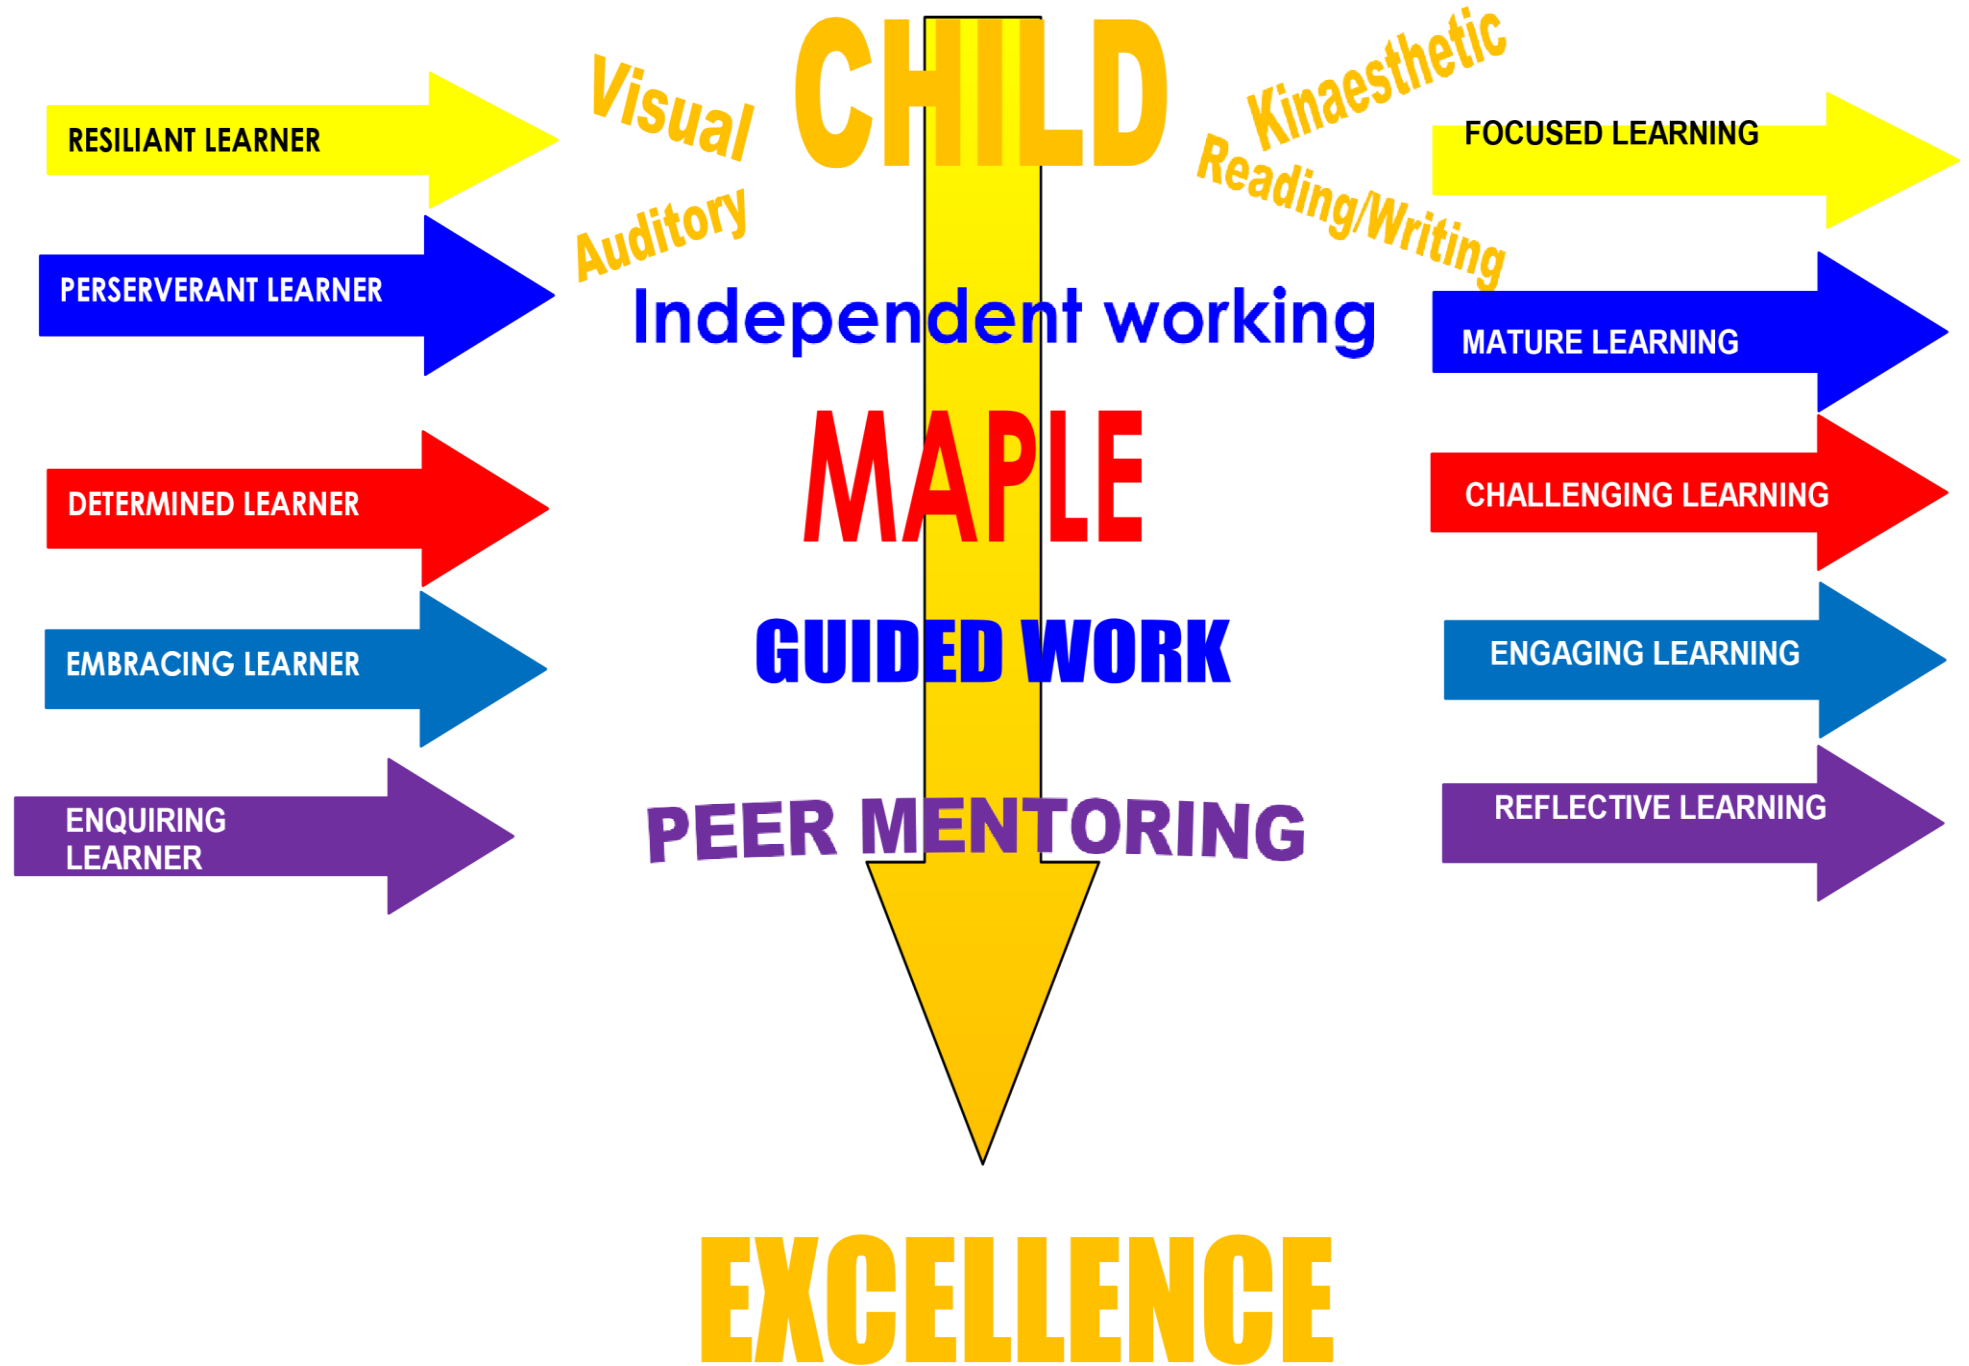 CHILD
Visual
Auditory
Kinaesthetic
Reading/Writing
RESILIANT LEARNER
PERSERVERANT LEARNER
DETERMINED LEARNER
EMBRACING LEARNER
ENQUIRING
LEARNER
Independent working
MAPLE
GUIDED WORK
PEER MENTORING
FOCUSED LEARNING
MATURE LEARNING
CHALLENGING LEARNING
ENGAGING LEARNING
REFLECTIVE LEARNING
EXCELLENCE